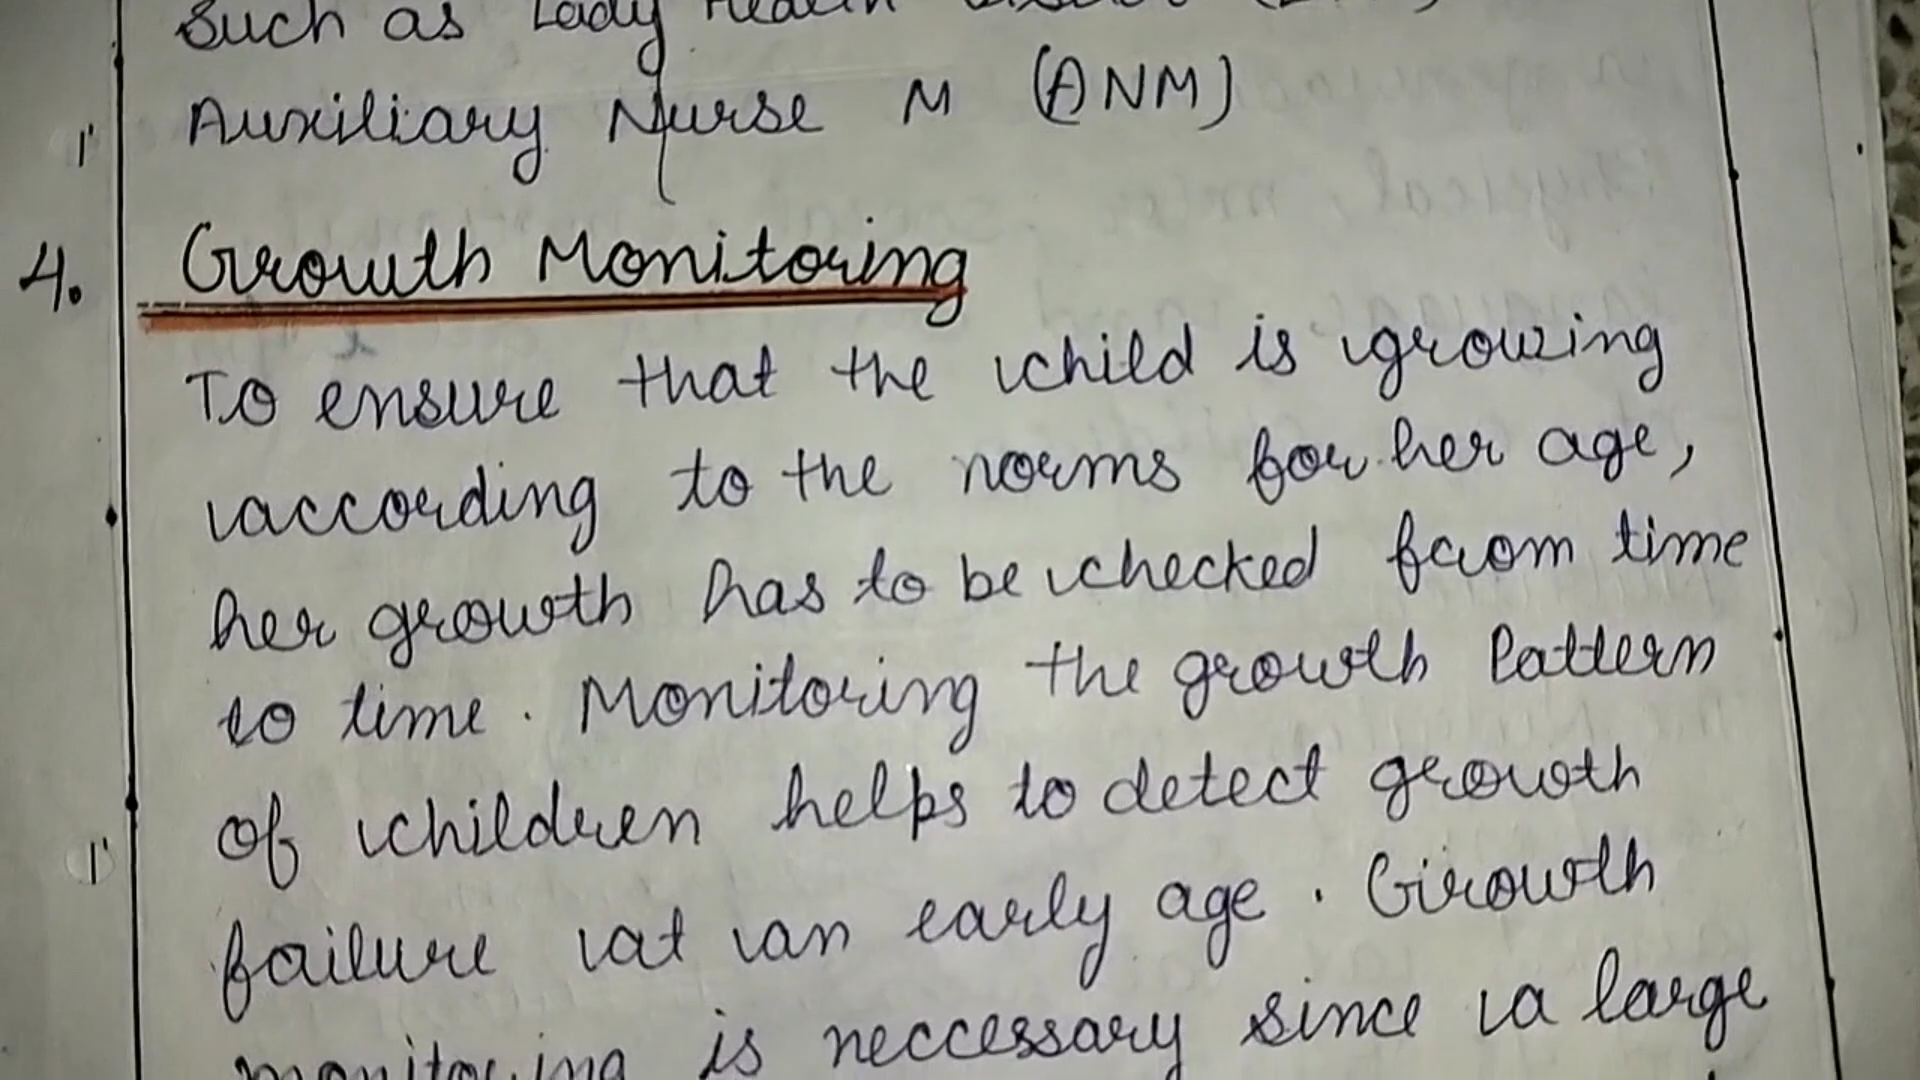 such as Lady Health
Auxiliary Nurse M (ANM)
4. Growth Monitoring
To ensure that the child is growing
according to the norms for her age,
her growth has to be checked from time
to time. Monitoring the growth Pattern
of children helps to detect growth
failure at an early age. Growth
monitoring is neccessary since a large